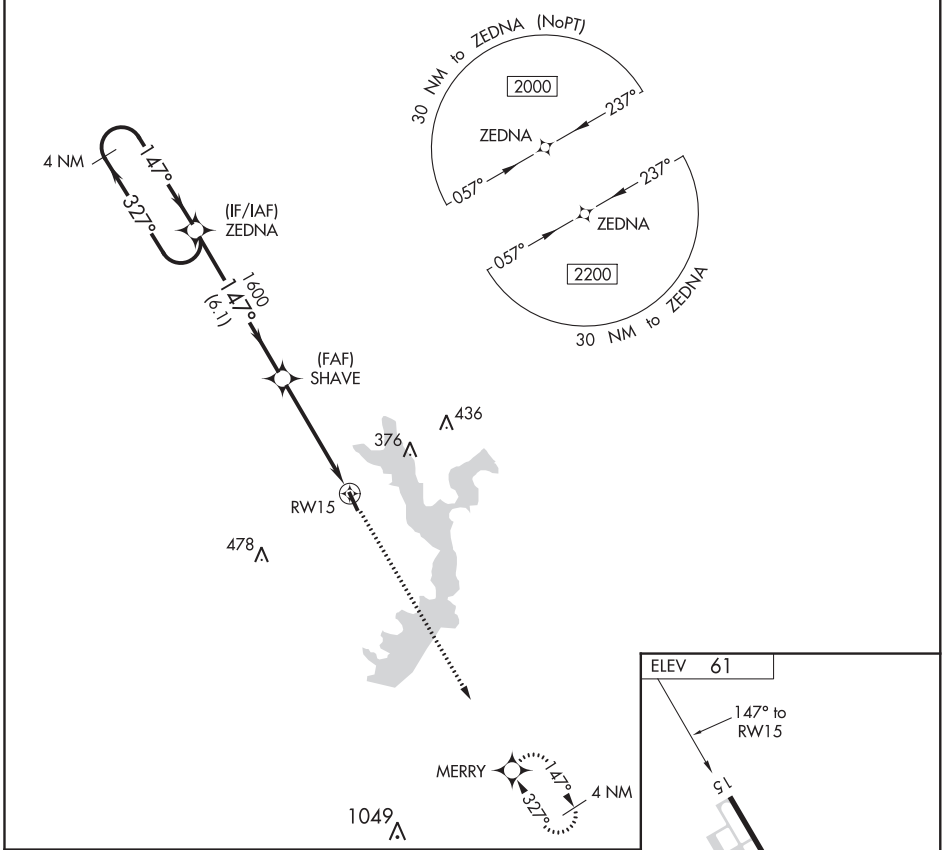 30 NM to ZEDNA (NoPT)
2000
237°
ZEDNA
057°
237°
ZEDNA
057°
2200
30 NM to ZEDNA
4 NM
147°
327°
(IF/IAF)
ZEDNA
1600
147°
(6.1)
(FAF)
SHAVE
436
376
RW15
478
MERRY
147°
327°
4 NM
1049
ELEV 61
147° to
RW15
15